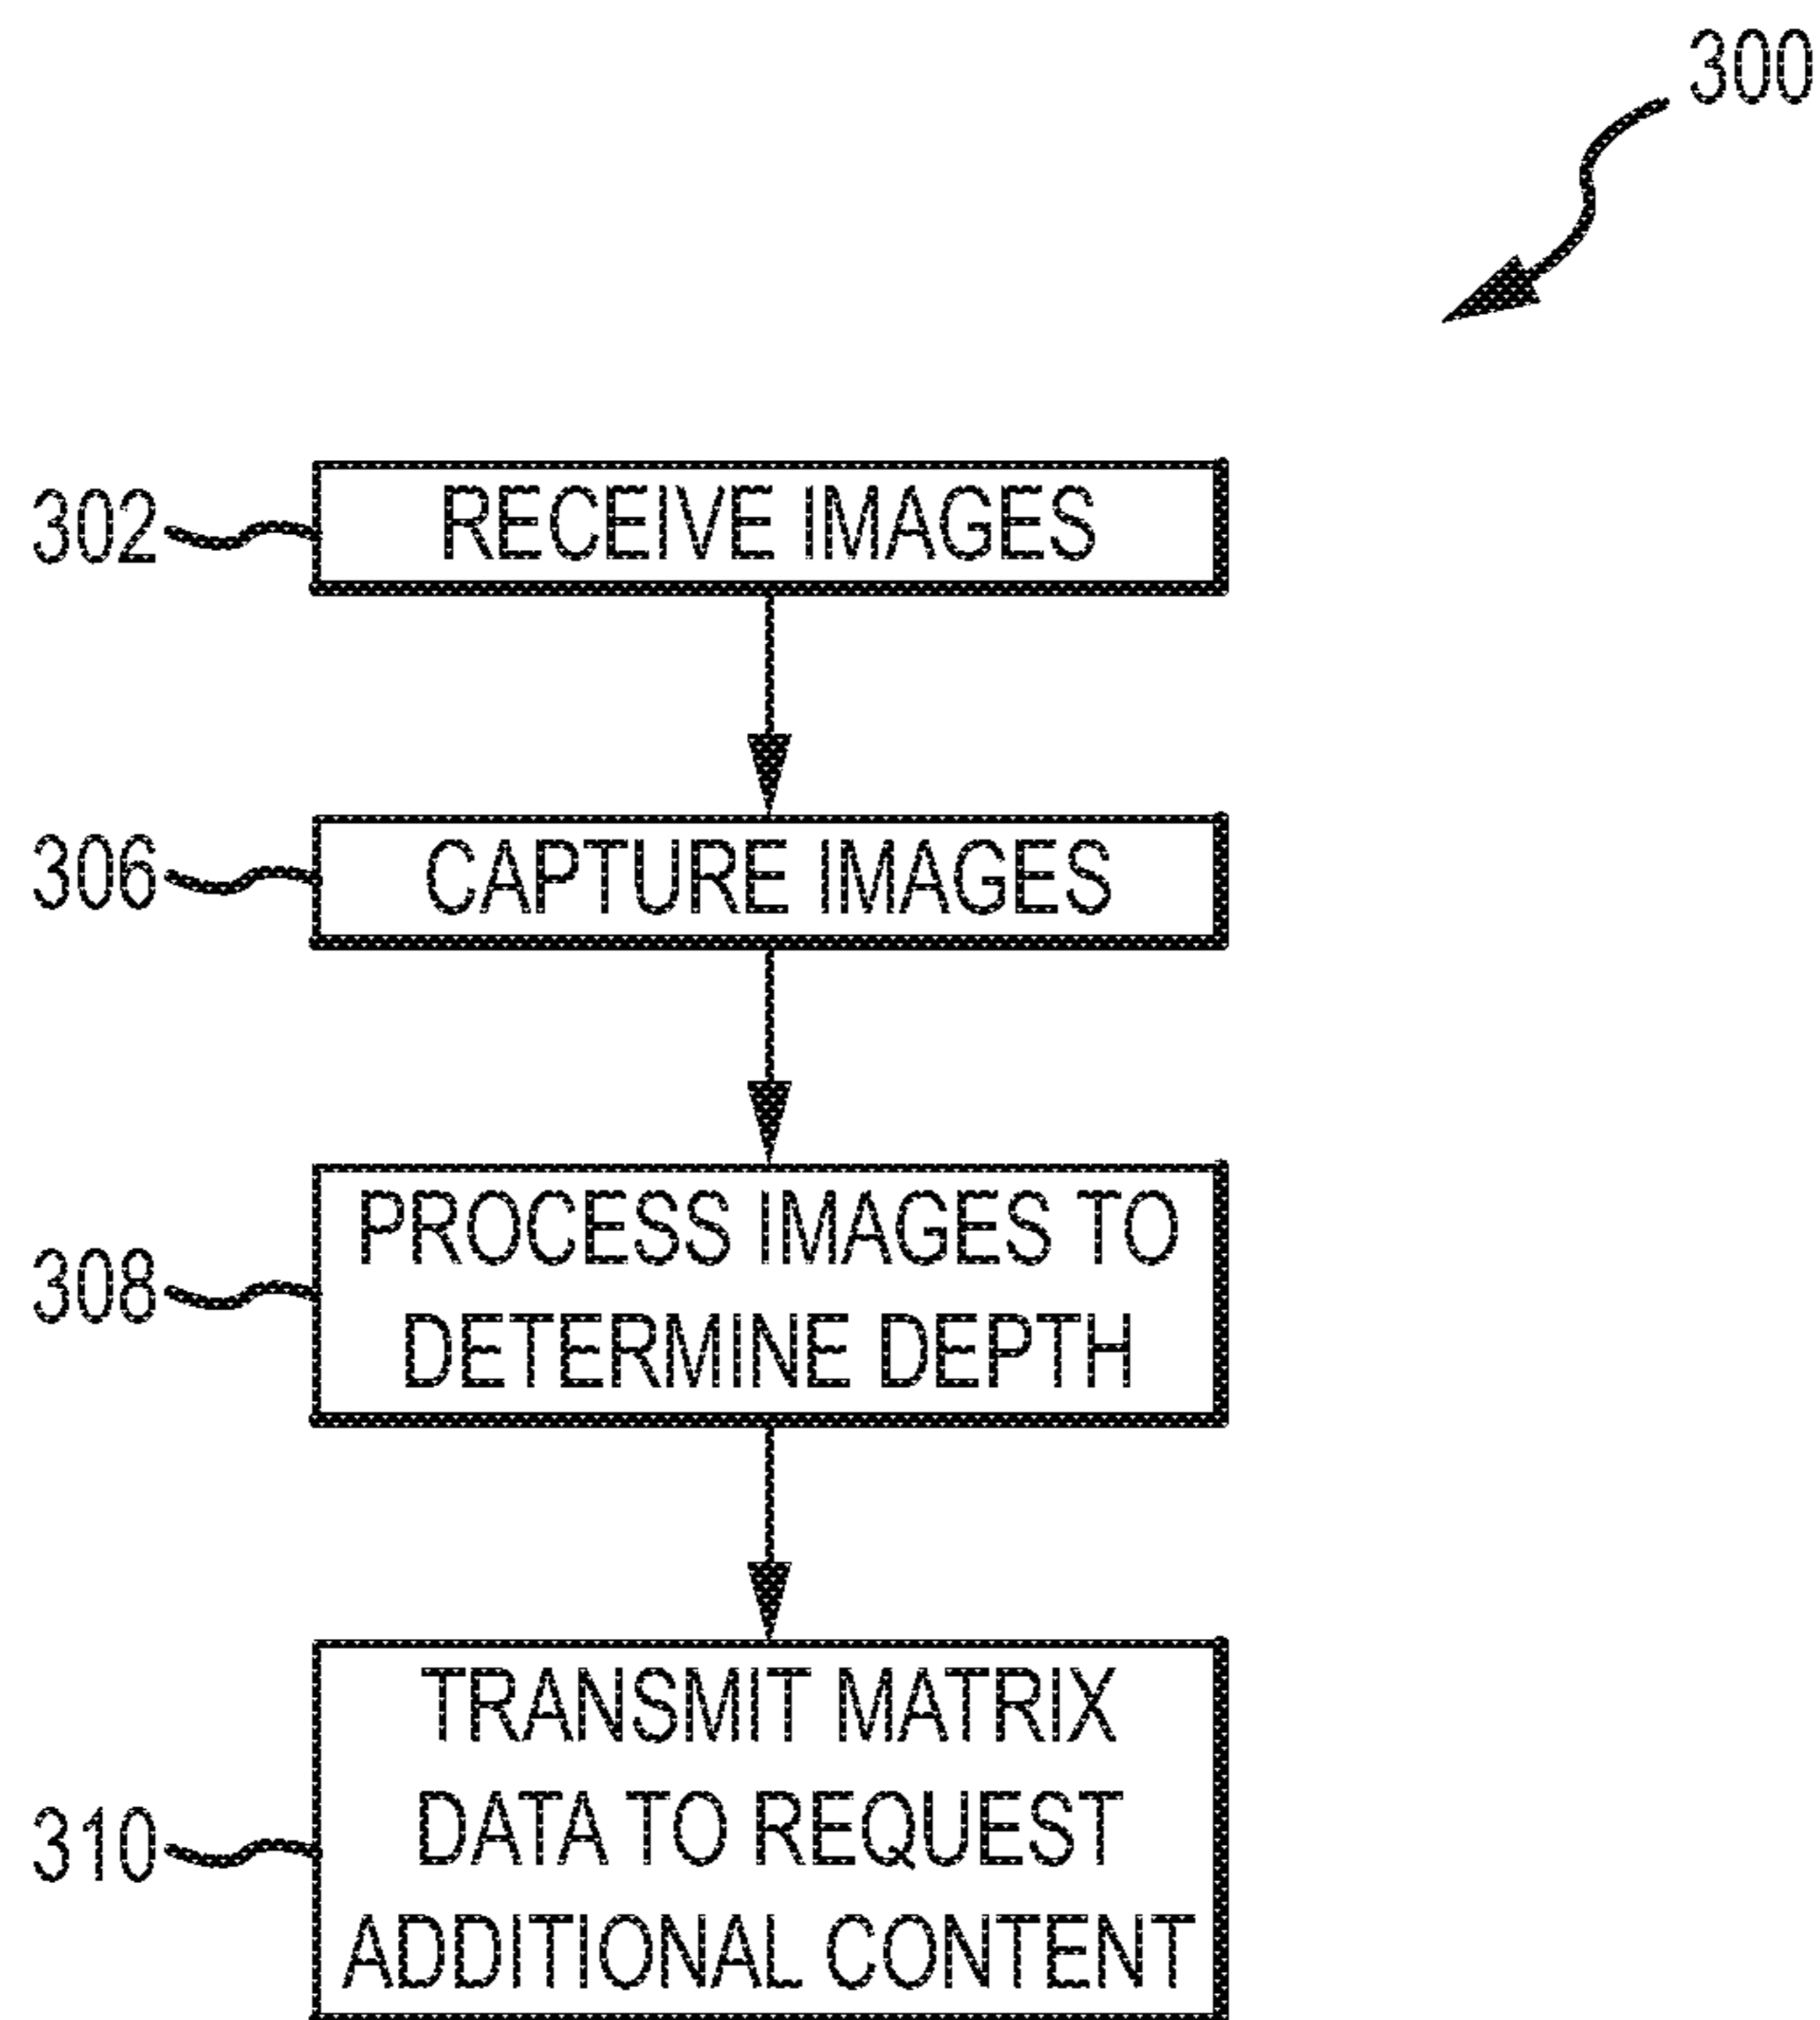 300
302
RECEIVE IMAGES
306
CAPTURE IMAGES
308
PROCESS IMAGES TO
DETERMINE DEPTH
310
TRANSMIT MATRIX
DATA TO REQUEST
ADDITIONAL CONTENT